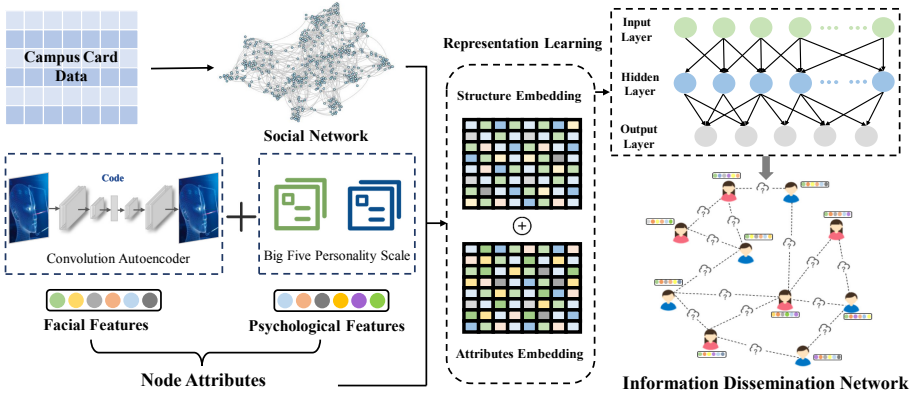 Campus Card
Data
Social Network
Code
Convolution Autoencoder
Big Five Personality Scale
Facial Features
Psychological Features
Node Attributes
Representation Learning
Structure Embedding
Attributes Embedding
Input
Layer
Hidden
Layer
Output
Layer
Information Dissemination Network